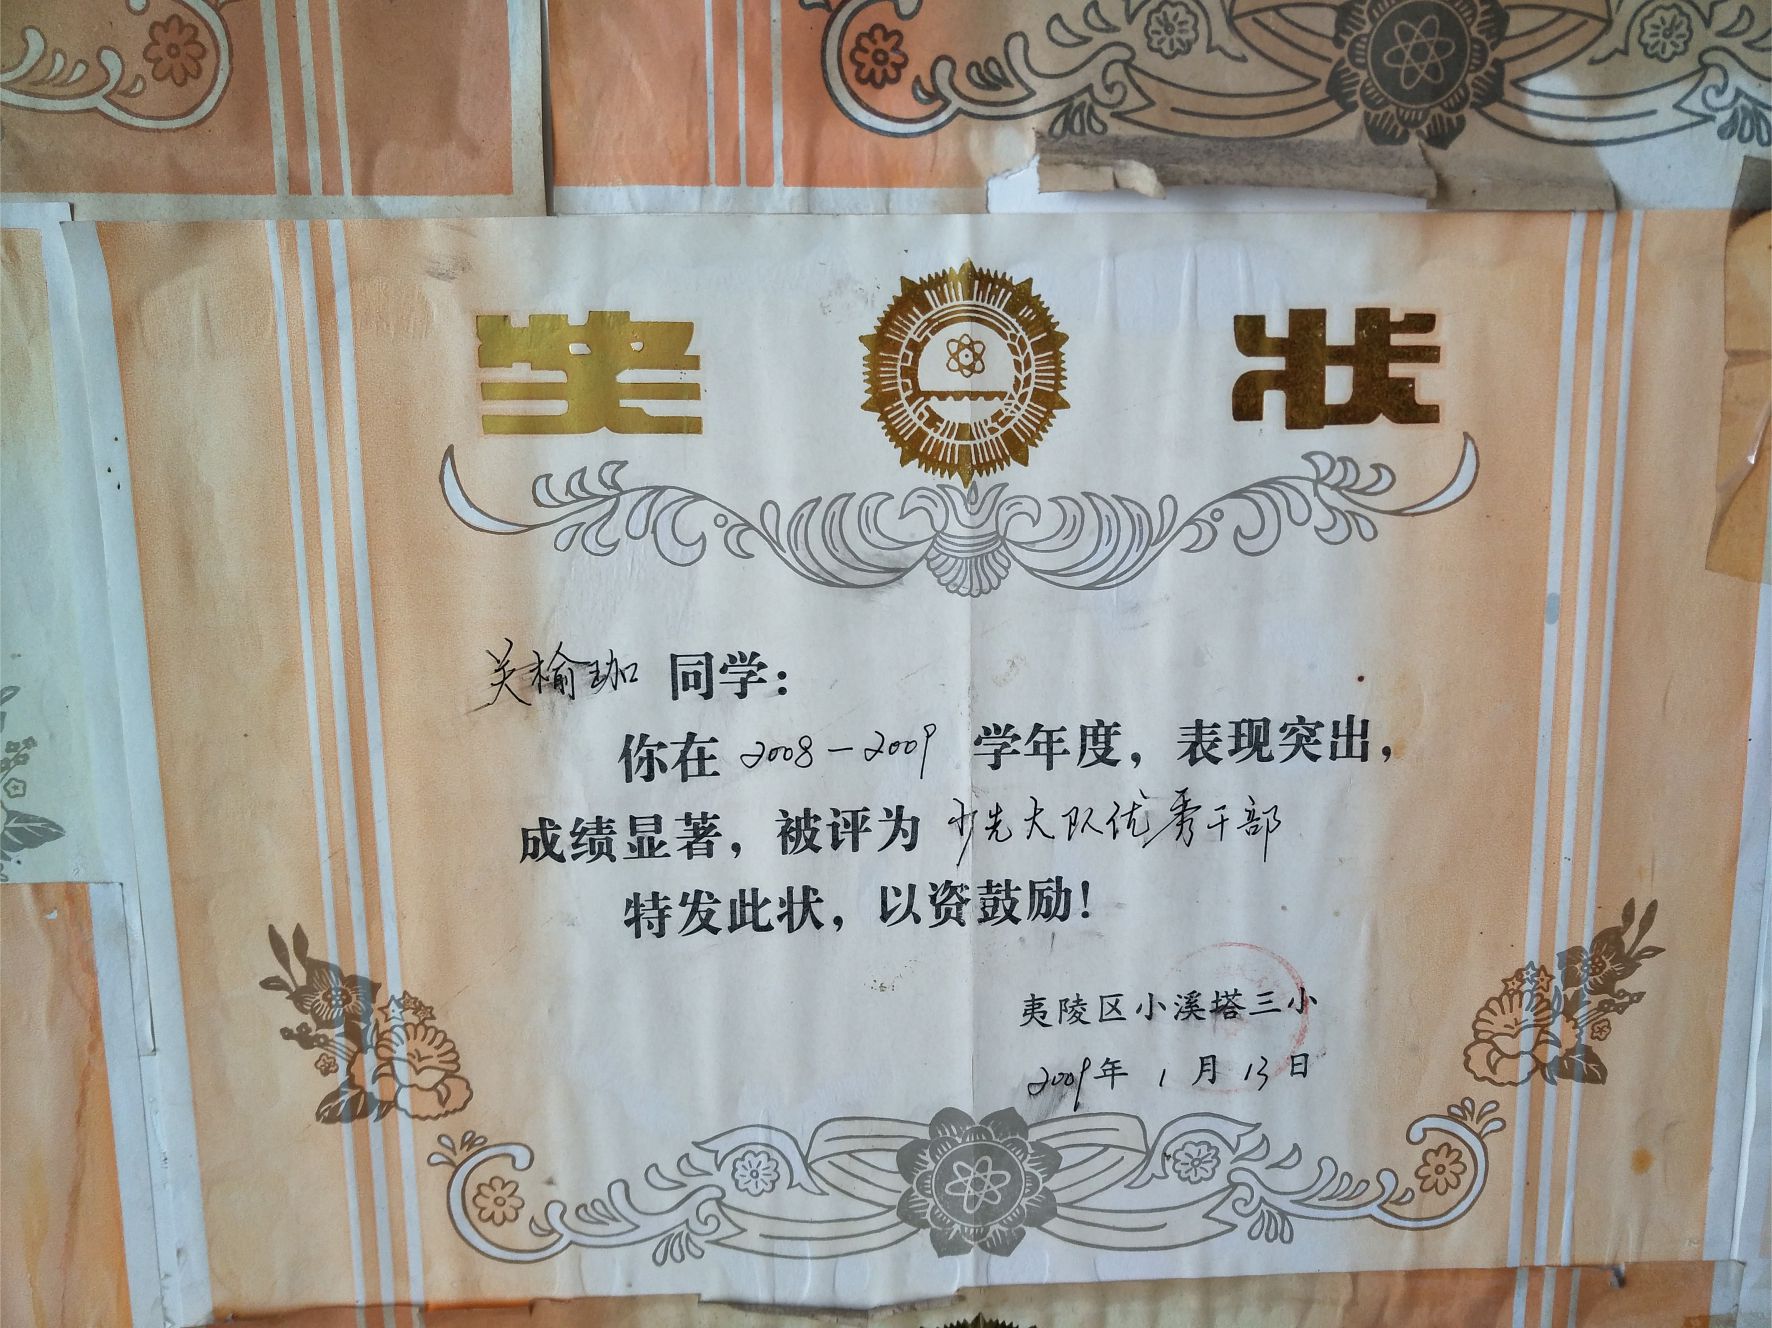 奖状
关榆珈 同学：
你在 2008—2009 学年度，表现突出，
成绩显著，被评为 少先大队优秀干部
特发此状，以资鼓励！
夷陵区小溪塔三小
2009年 1 月 13 日